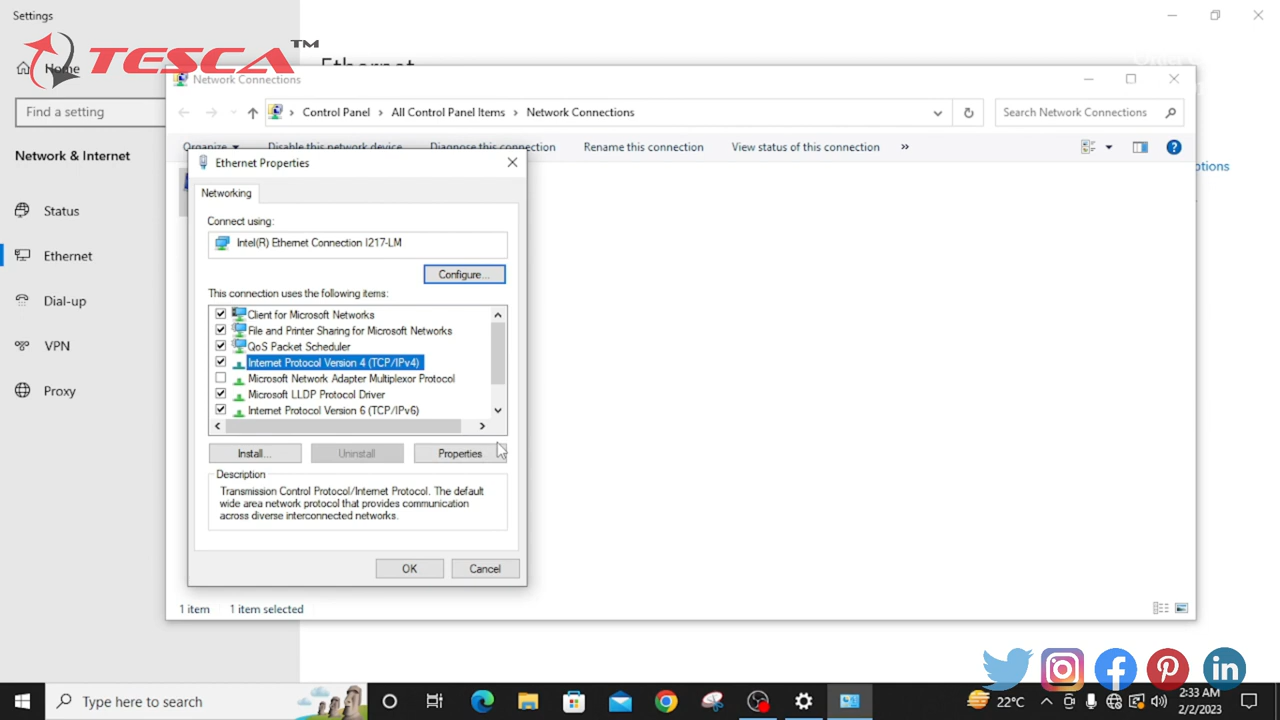 Settings
TESCA™
Home
Find a setting
Network & Internet
Status
Ethernet
Dial-up
VPN
Proxy
Ethernet
Network Connections
Control Panel > All Control Panel Items > Network Connections
Search Network Connections
Organize
Disable this network device
Diagnose this connection
Rename this connection
View status of this connection
»
Ethernet Properties
Networking
Connect using:
Intel(R) Ethernet Connection I217-LM
Configure...
This connection uses the following items:
Client for Microsoft Networks
File and Printer Sharing for Microsoft Networks
QoS Packet Scheduler
Internet Protocol Version 4 (TCP/IPv4)
Microsoft Network Adapter Multiplexor Protocol
Microsoft LLDP Protocol Driver
Internet Protocol Version 6 (TCP/IPv6)
Install...
Uninstall
Properties
Description
Transmission Control Protocol/Internet Protocol. The default
wide area network protocol that provides communication
across diverse interconnected networks.
OK
Cancel
1 item
1 item selected
Type here to search
22°C
2:33 AM
2/2/2023